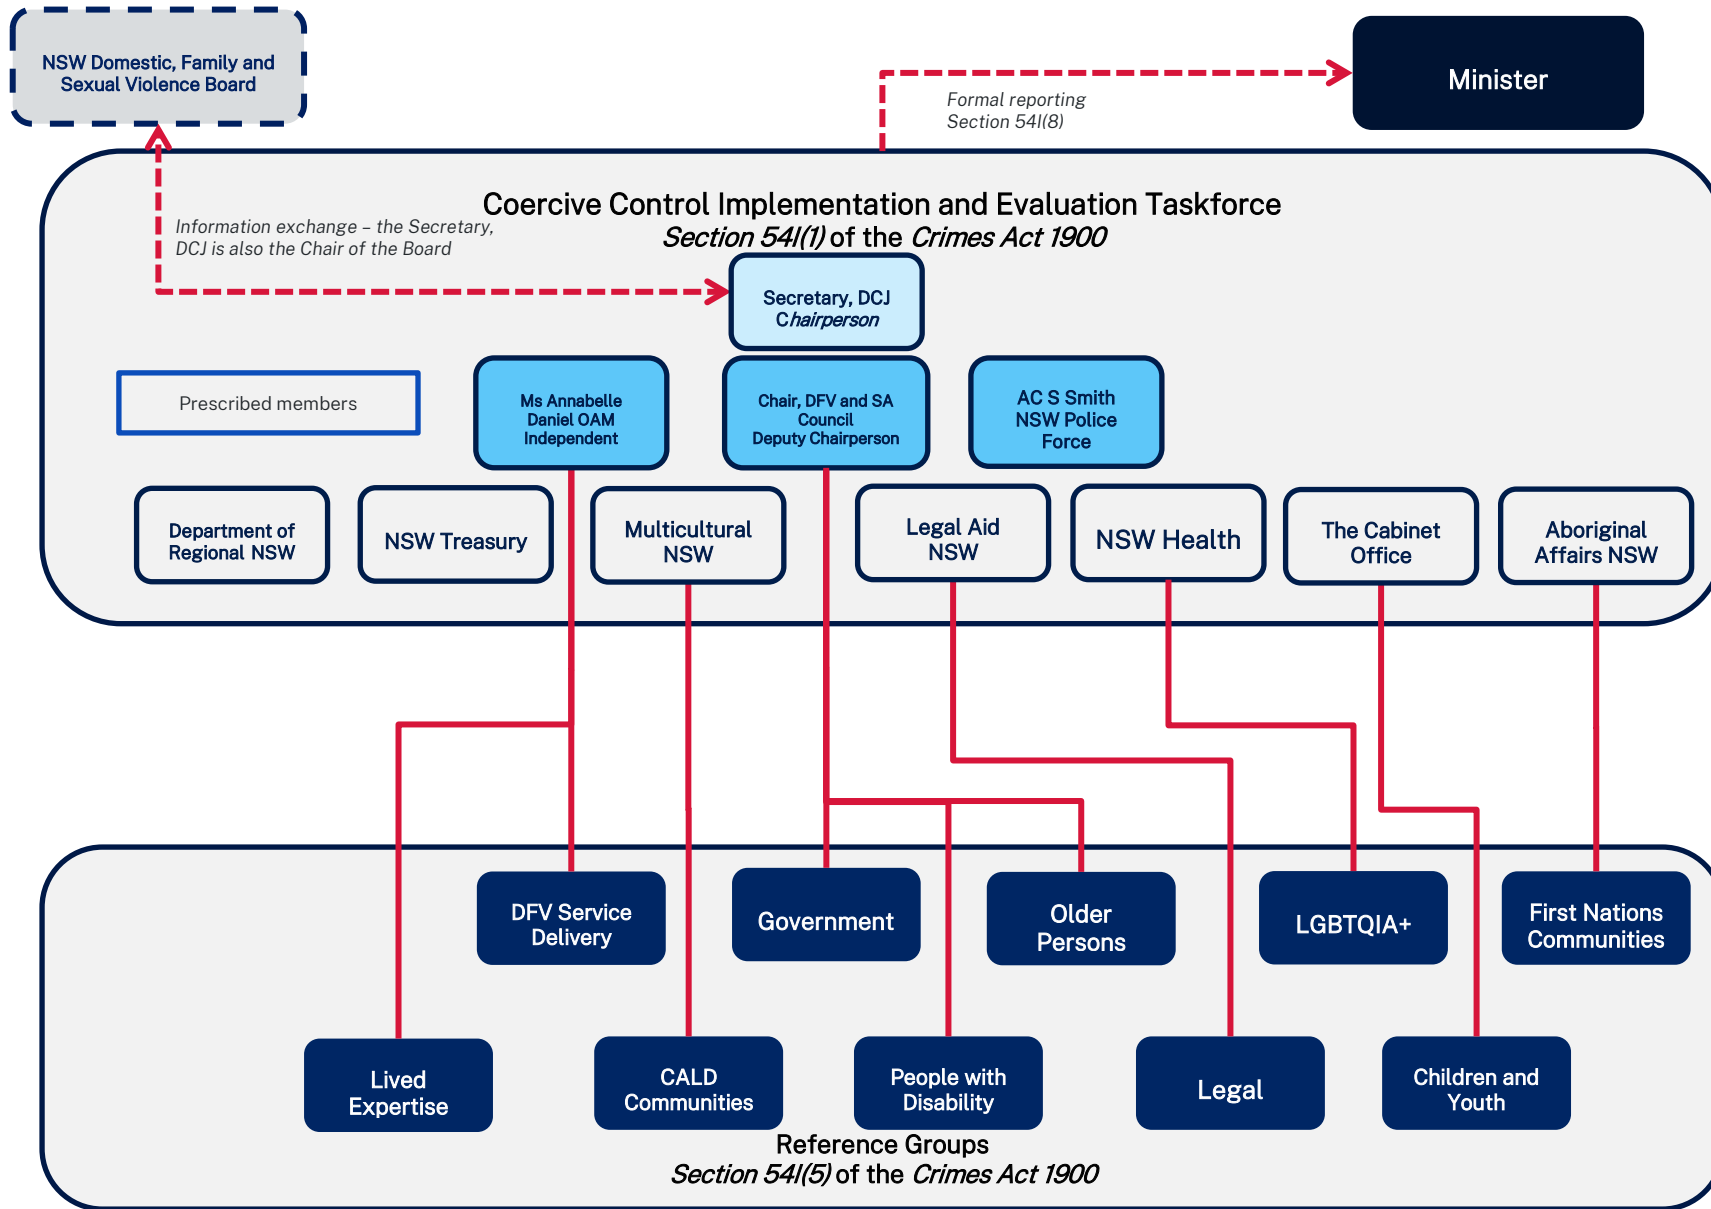 NSW Domestic, Family and
Sexual Violence Board
Minister
Formal reporting
Section 54I(8)
Coercive Control Implementation and Evaluation Taskforce
Section 54I(1) of the Crimes Act 1900
Information exchange – the Secretary,
DCJ is also the Chair of the Board
Secretary, DCJ
Chairperson
Prescribed members
Ms Annabelle
Daniel OAM
Independent
Chair, DFV and SA
Council
Deputy Chairperson
AC S Smith
NSW Police
Force
Department of
Regional NSW
NSW Treasury
Multicultural
NSW
Legal Aid
NSW
NSW Health
The Cabinet
Office
Aboriginal
Affairs NSW
DFV Service
Delivery
Government
Older
Persons
LGBTQIA+
First Nations
Communities
Lived
Expertise
CALD
Communities
People with
Disability
Legal
Children and
Youth
Reference Groups
Section 54I(5) of the Crimes Act 1900